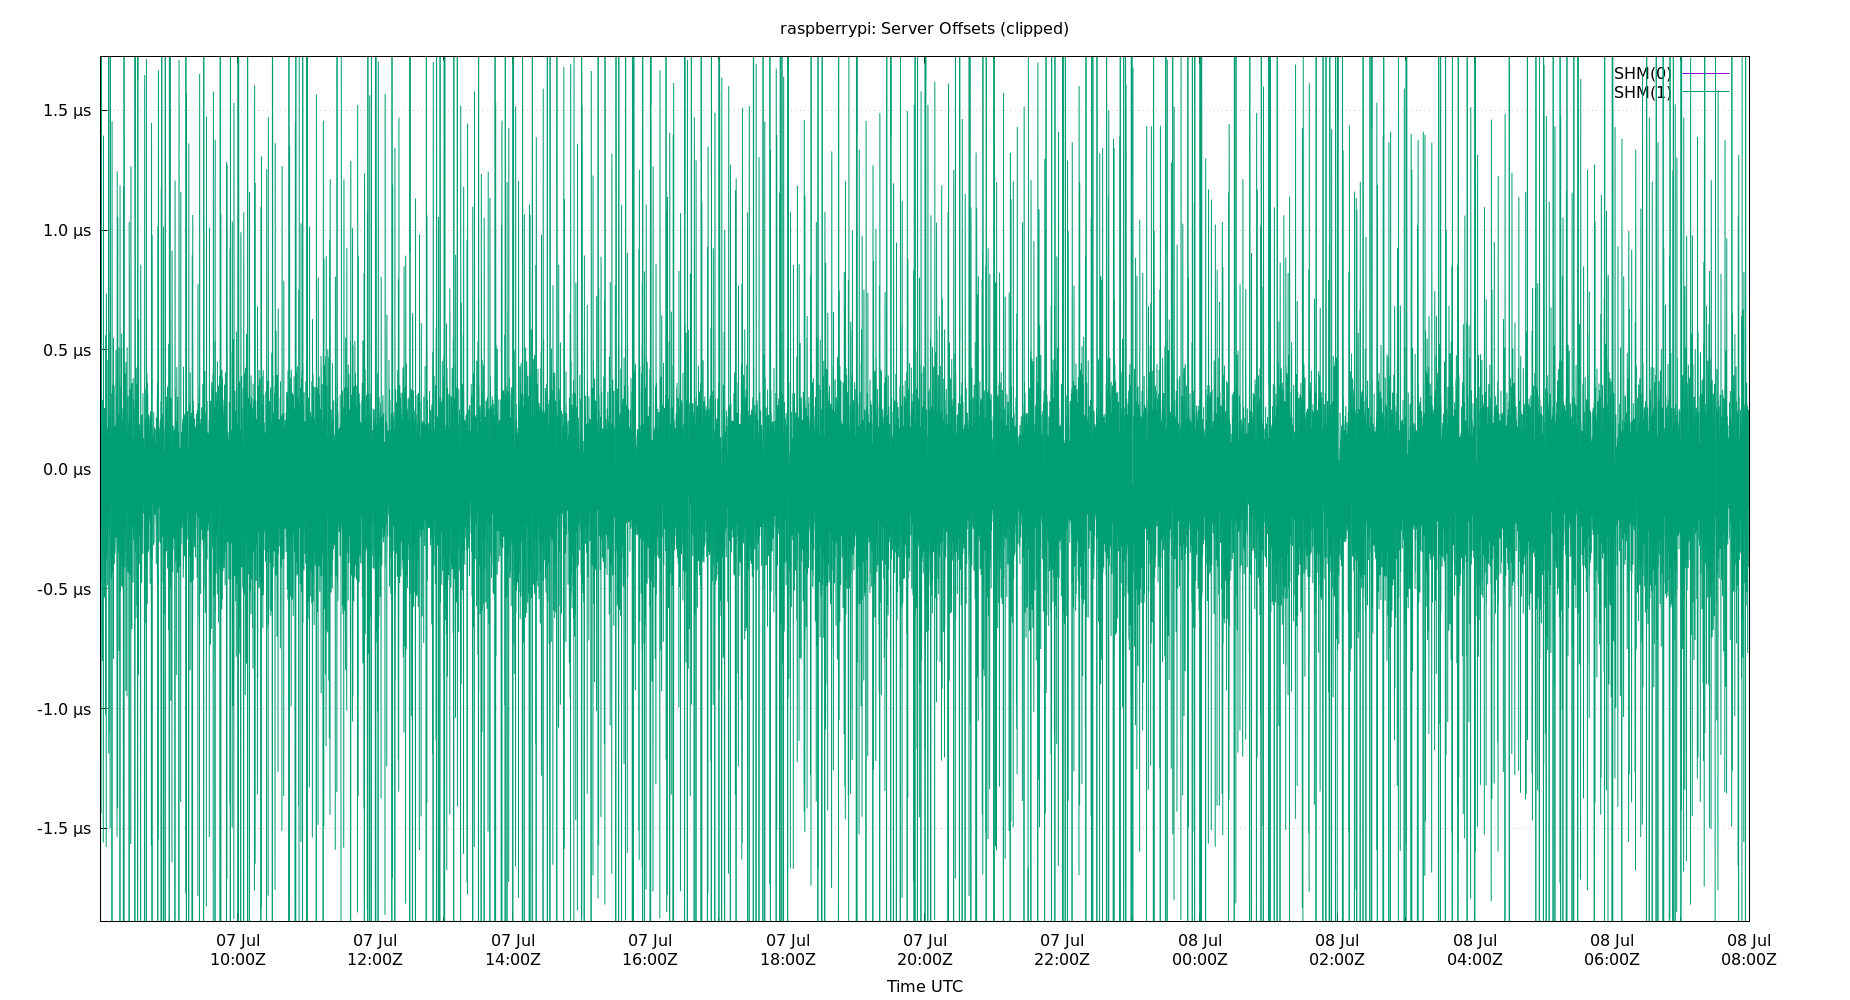 raspberrypi: Server Offsets (clipped)
SHM(0)
SHM(1)
1.5 µs
1.0 µs
0.5 µs
0.0 µs
-0.5 µs
-1.0 µs
-1.5 µs
07 Jul 07 Jul 07 Jul 07 Jul 07 Jul 07 Jul 07 Jul 08 Jul 08 Jul 08 Jul 08 Jul 08 Jul
10:00Z 12:00Z 14:00Z 16:00Z 18:00Z 20:00Z 22:00Z 00:00Z 02:00Z 04:00Z 06:00Z 08:00Z
Time UTC